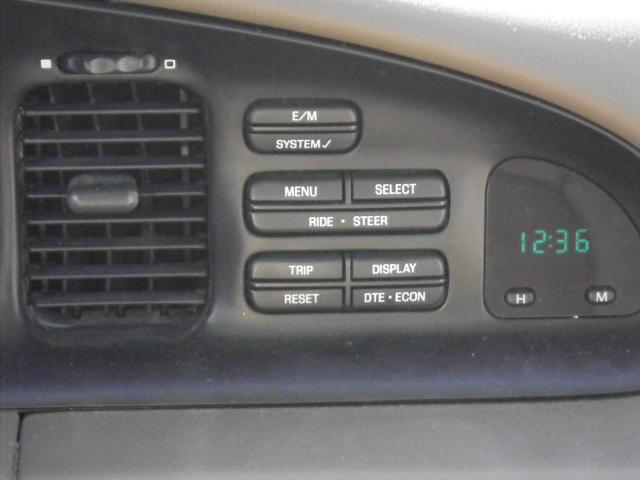 E/M
SYSTEM✓
MENU SELECT
RIDE • STEER
TRIP DISPLAY
RESET DTE • ECON
12:36
H M